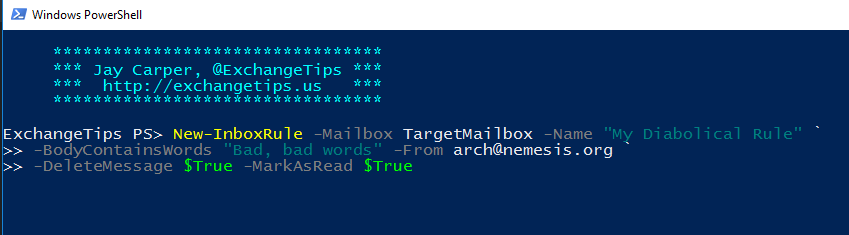 Windows PowerShell
**********************************
*** Jay Carper, @ExchangeTips ***
*** http://exchangetips.us ***
**********************************
ExchangeTips PS> New-InboxRule -Mailbox TargetMailbox -Name "My Diabolical Rule" `
>> -BodyContainsWords "Bad, bad words" -From arch@nemesis.org `
>> -DeleteMessage $True -MarkAsRead $True